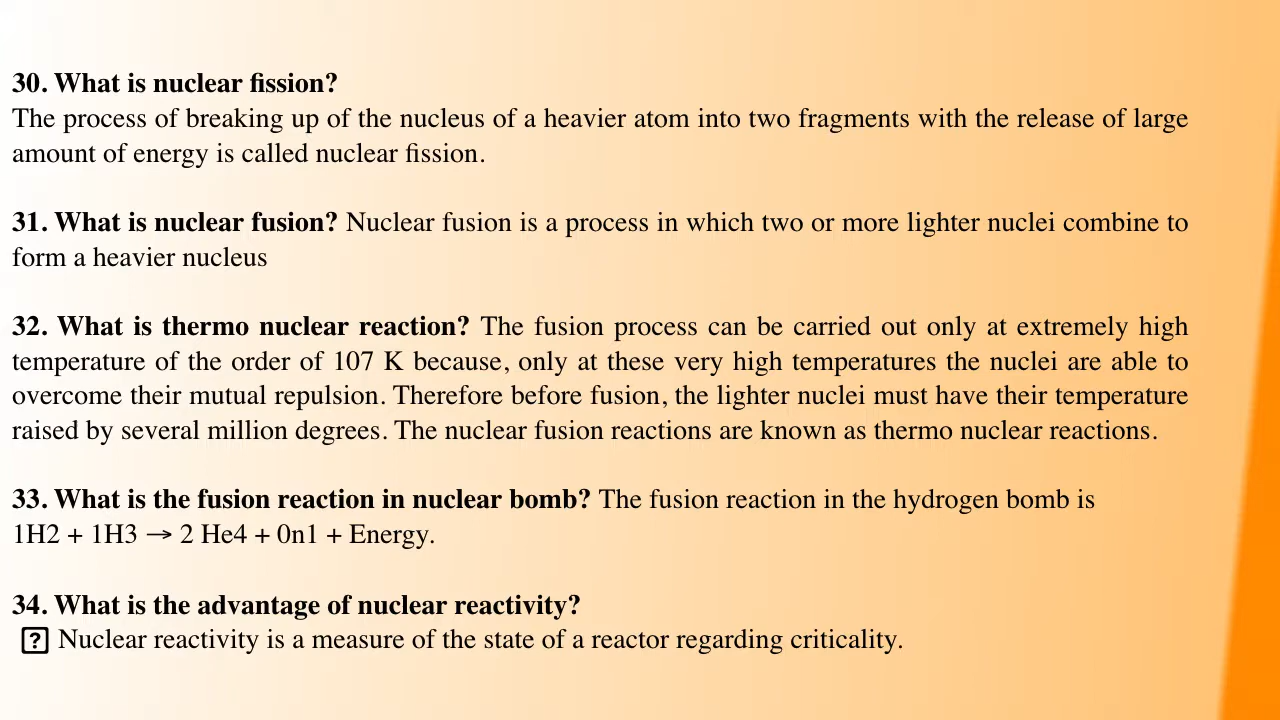 30. What is nuclear fission?
The process of breaking up of the nucleus of a heavier atom into two fragments with the release of large
amount of energy is called nuclear fission.
31. What is nuclear fusion? Nuclear fusion is a process in which two or more lighter nuclei combine to
form a heavier nucleus
32. What is thermo nuclear reaction? The fusion process can be carried out only at extremely high
temperature of the order of 107 K because, only at these very high temperatures the nuclei are able to
overcome their mutual repulsion. Therefore before fusion, the lighter nuclei must have their temperature
raised by several million degrees. The nuclear fusion reactions are known as thermo nuclear reactions.
33. What is the fusion reaction in nuclear bomb? The fusion reaction in the hydrogen bomb is
1H2 + 1H3 → 2 He4 + 0n1 + Energy.
34. What is the advantage of nuclear reactivity?
⍰ Nuclear reactivity is a measure of the state of a reactor regarding criticality.